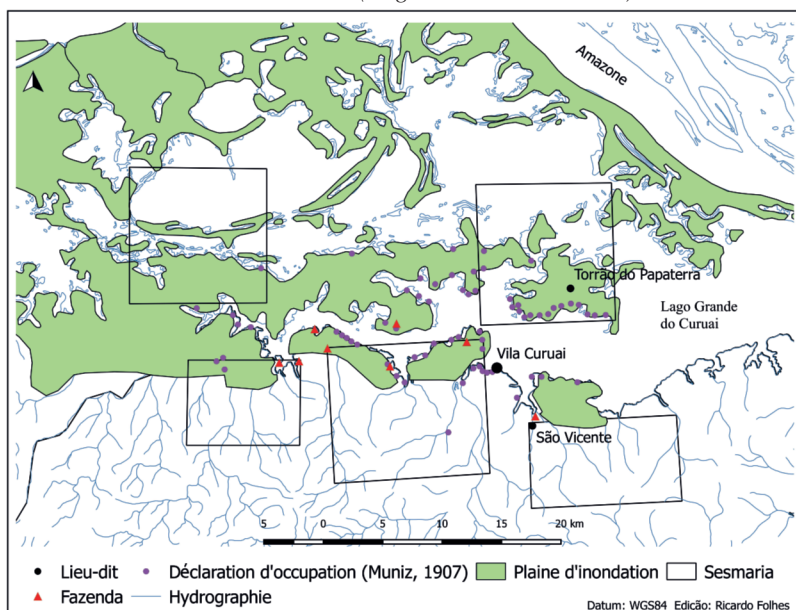 Amazone
Torrão do Papaterra
Lago Grande
do Curuai
Vila Curuai
São Vicente
5 0 5 10 15 20 km
Lieu-dit Déclaration d'occupation (Muniz, 1907) Plaine d'inondation Sesmaria
Fazenda Hydrographie
Datum: WGS84 Edição: Ricardo Folhes